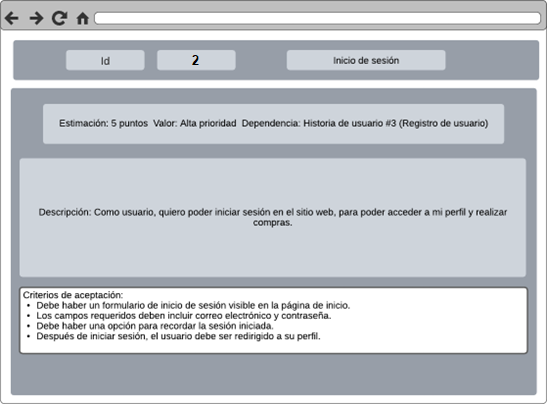 Id
2
Inicio de sesión
Estimación: 5 puntos  Valor: Alta prioridad  Dependencia: Historia de usuario #3 (Registro de usuario)
Descripción: Como usuario, quiero poder iniciar sesión en el sitio web, para poder acceder a mi perfil y realizar
compras.
Criterios de aceptación:
• Debe haber un formulario de inicio de sesión visible en la página de inicio.
• Los campos requeridos deben incluir correo electrónico y contraseña.
• Debe haber una opción para recordar la sesión iniciada.
• Después de iniciar sesión, el usuario debe ser redirigido a su perfil.